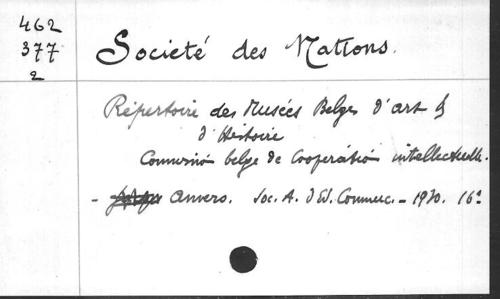 462
377
2
Societé des Nations.
Répertoire des Musées Belges d'art &
d'Histoire
Commission belge de Coopération intellectuelle.
- Anvers. Soc. A. d'Ed. Commerc. - 1930. 16°